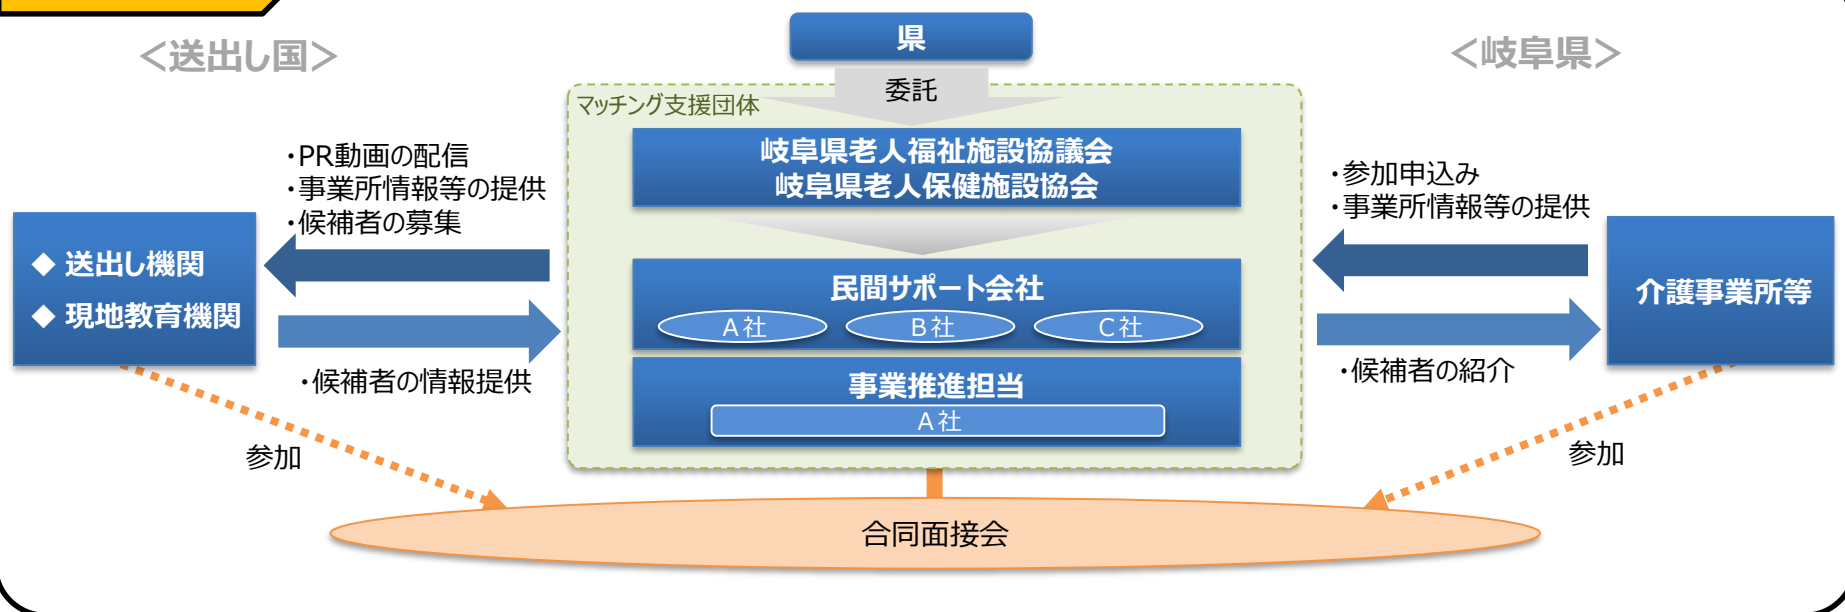 県
<送出し国>
<岐阜県>
委託
マッチング支援団体
岐阜県老人福祉施設協議会
岐阜県老人保健施設協会
・PR動画の配信
・事業所情報等の提供
・候補者の募集
・参加申込み
・事業所情報等の提供
◆ 送出し機関
◆ 現地教育機関
民間サポート会社
A社
B社
C社
介護事業所等
・候補者の情報提供
・候補者の紹介
事業推進担当
A社
参加
参加
合同面接会